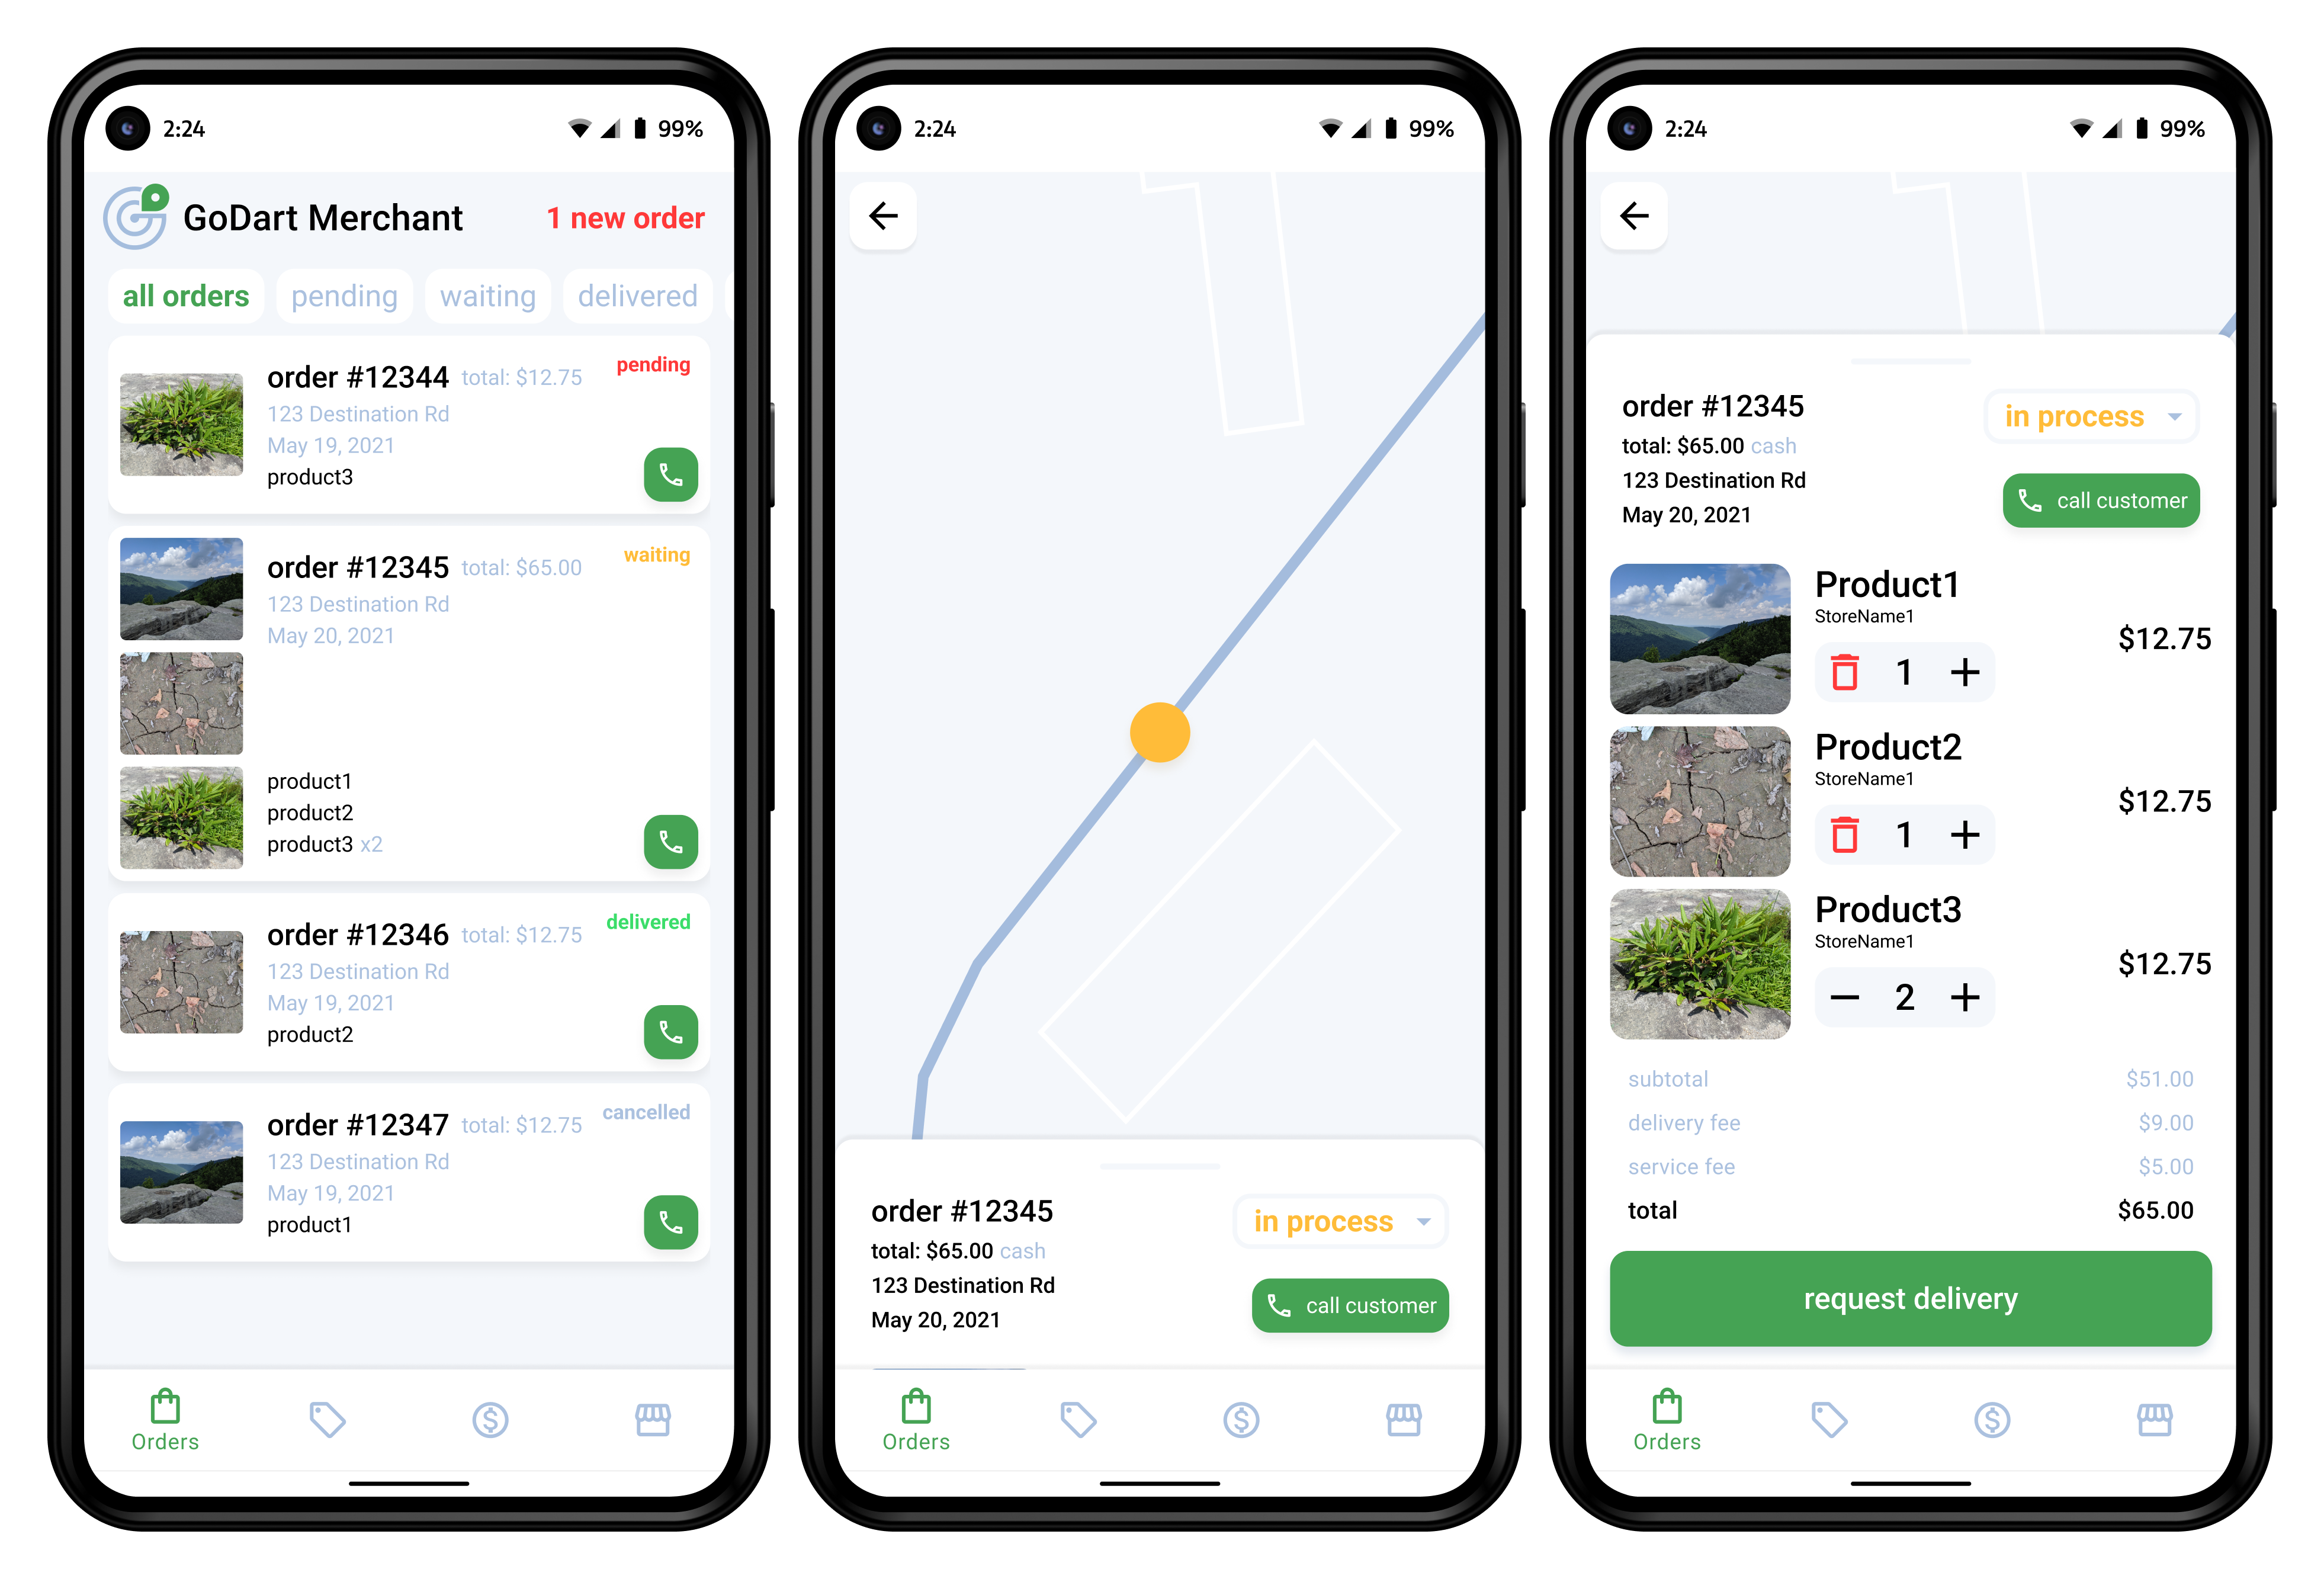 2:24 99%
GoDart Merchant 1 new order
all orders pending waiting delivered
order #12344 total: $12.75 pending
123 Destination Rd
May 19, 2021
product3
order #12345 total: $65.00 waiting
123 Destination Rd
May 20, 2021
product1
product2
product3 x2
order #12346 total: $12.75 delivered
123 Destination Rd
May 19, 2021
product2
order #12347 total: $12.75 cancelled
123 Destination Rd
May 19, 2021
product1
Orders
2:24 99%
order #12345 in process
total: $65.00 cash
123 Destination Rd
call customer
May 20, 2021
Orders
2:24 99%
order #12345 in process
total: $65.00 cash
123 Destination Rd
call customer
May 20, 2021
Product1
StoreName1
$12.75
1 +
Product2
StoreName1
$12.75
1 +
Product3
StoreName1
$12.75
− 2 +
subtotal $51.00
delivery fee $9.00
service fee $5.00
total $65.00
request delivery
Orders